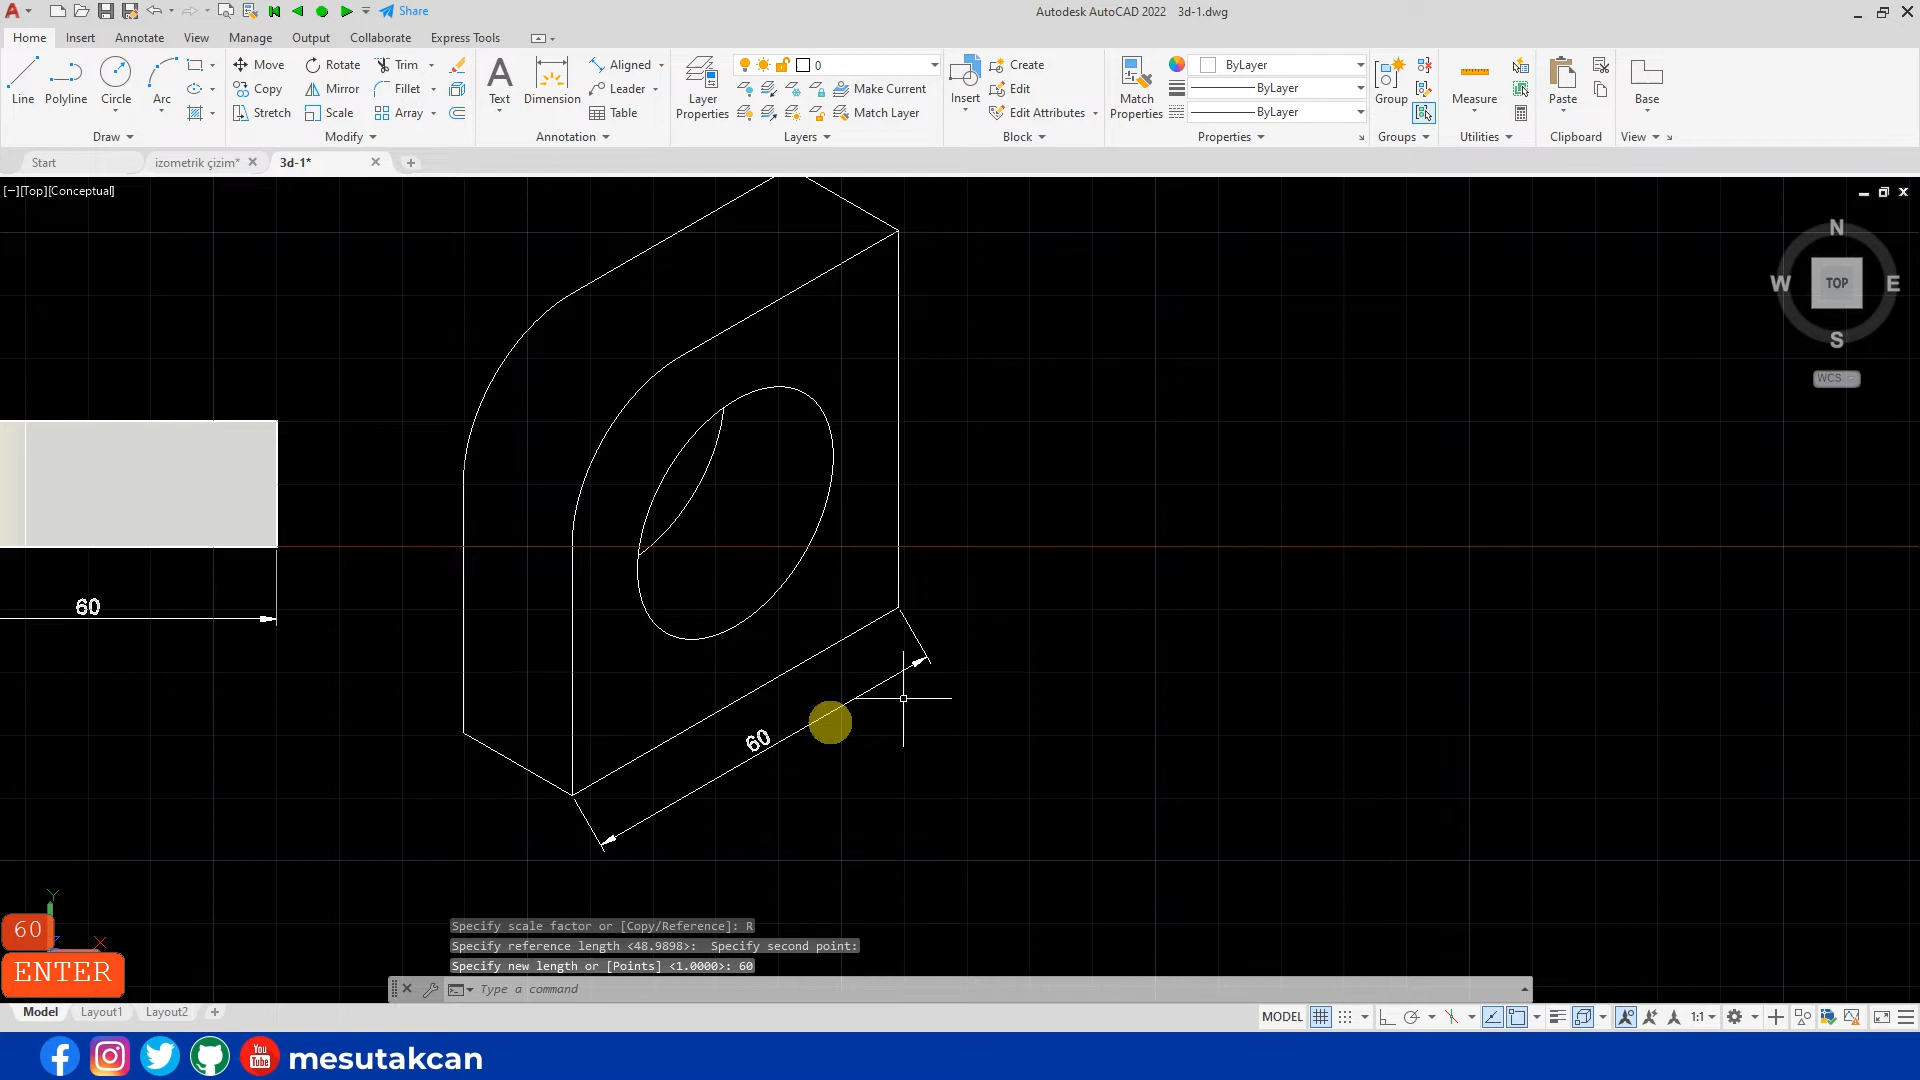 Share
Autodesk AutoCAD 2022 3d-1.dwg
Home Insert Annotate View Manage Output Collaborate Express Tools
Line Polyline Circle Arc
Move Rotate Trim
Copy Mirror Fillet
Stretch Scale Array
Text Dimension
Aligned
Leader
Table
Layer Properties
0
Make Current
Match Layer
Insert
Create
Edit
Edit Attributes
Match Properties
ByLayer
ByLayer
ByLayer
Group Measure Paste Base
Draw Modify Annotation Layers Block Properties Groups Utilities Clipboard View
Start izometrik çizim* 3d-1*
[−][Top][Conceptual]
N
W TOP E
S
WCS
60
60
Y
X
60
ENTER
Specify scale factor or [Copy/Reference]: R
Specify reference length <48.9898>: Specify second point:
Specify new length or [Points] <1.0000>: 60
Type a command
Model Layout1 Layout2
MODEL 1:1
You Tube
mesutakcan